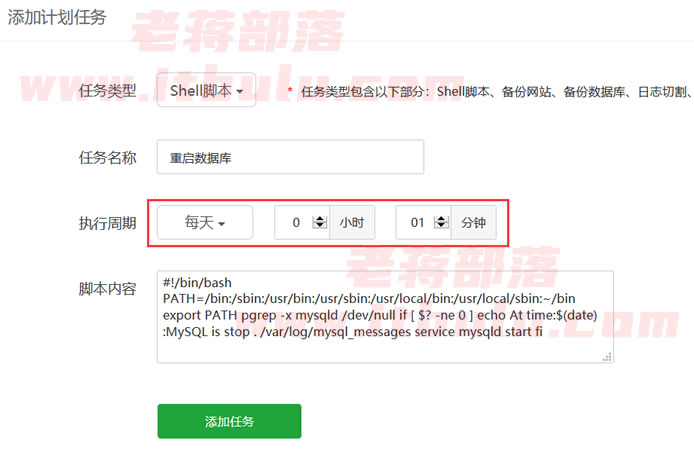 添加计划任务
老蒋部落
www.itbulu.com
任务类型
Shell脚本
* 任务类型包含以下部分：Shell脚本、备份网站、备份数据库、日志切割、
任务名称
重启数据库
执行周期
每天
0
小时
01
分钟
老蒋部落
脚本内容
#!/bin/bash
PATH=/bin:/sbin:/usr/bin:/usr/sbin:/usr/local/bin:/usr/local/sbin:~/bin
export PATH pgrep -x mysqld /dev/null if [ $? -ne 0 ] echo At time:$(date)
:MySQL is stop . /var/log/mysql_messages service mysqld start fi
www.itbulu.com
添加任务